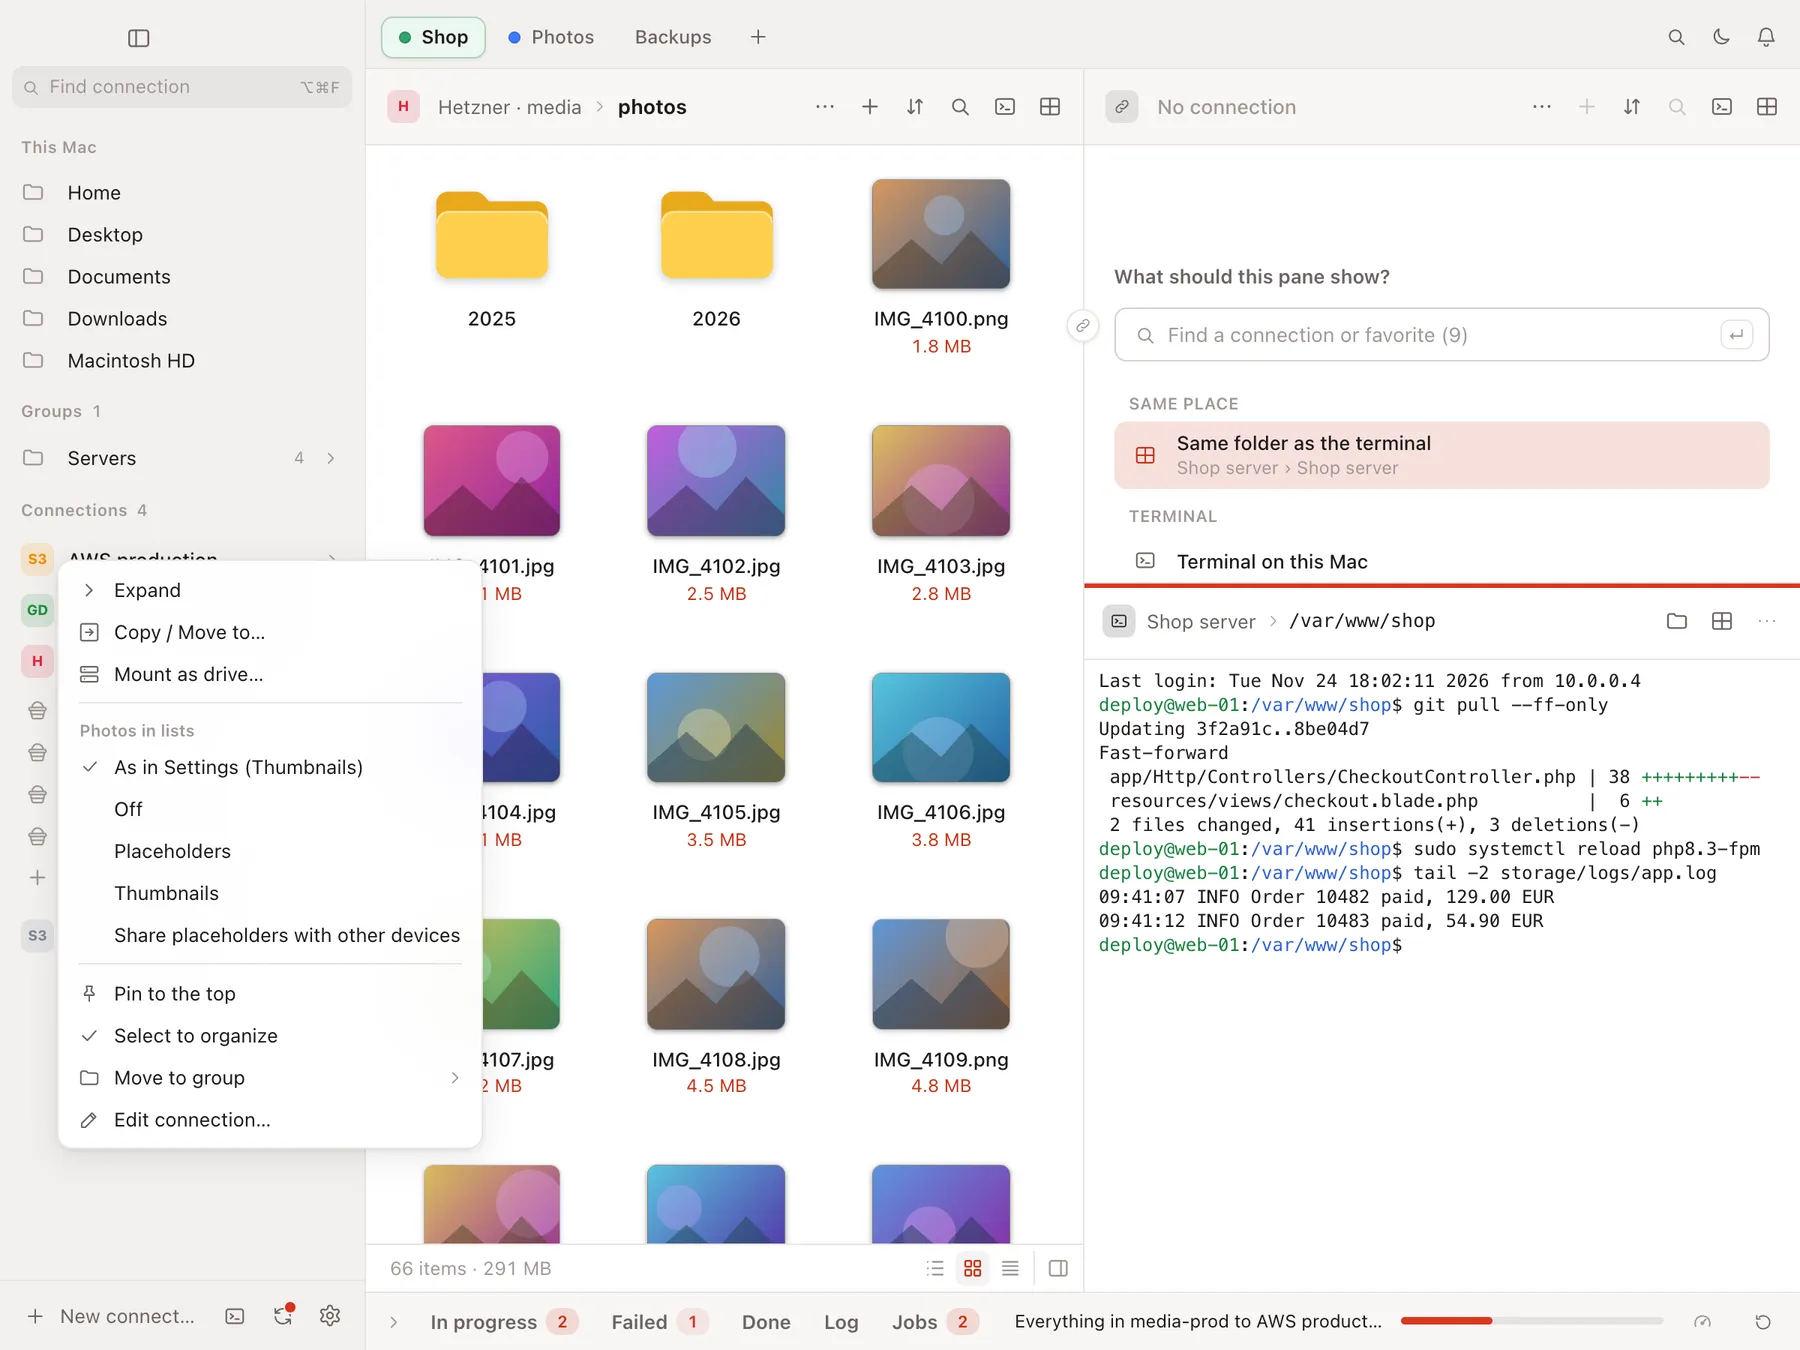 Shop
Photos
Backups
Find connection
⌥⌘F
This Mac
Home
Desktop
Documents
Downloads
Macintosh HD
Groups 1
Servers 4
Connections 4
S3 AWS production
GD
H
S3
Expand
Copy / Move to...
Mount as drive...
Photos in lists
As in Settings (Thumbnails)
Off
Placeholders
Thumbnails
Share placeholders with other devices
Pin to the top
Select to organize
Move to group
Edit connection...
New connect...
H Hetzner · media › photos
2025
2026
IMG_4100.png
1.8 MB
4101.jpg
IMG_4102.jpg
IMG_4103.jpg
1 MB
2.5 MB
2.8 MB
4104.jpg
IMG_4105.jpg
IMG_4106.jpg
1 MB
3.5 MB
3.8 MB
4107.jpg
IMG_4108.jpg
IMG_4109.png
2 MB
4.5 MB
4.8 MB
66 items · 291 MB
No connection
What should this pane show?
Find a connection or favorite (9)
SAME PLACE
Same folder as the terminal
Shop server › Shop server
TERMINAL
Terminal on this Mac
Shop server › /var/www/shop
Last login: Tue Nov 24 18:02:11 2026 from 10.0.0.4
deploy@web-01:/var/www/shop$ git pull --ff-only
Updating 3f2a91c..8be04d7
Fast-forward
app/Http/Controllers/CheckoutController.php | 38 +++++++++--
resources/views/checkout.blade.php | 6 ++
2 files changed, 41 insertions(+), 3 deletions(-)
deploy@web-01:/var/www/shop$ sudo systemctl reload php8.3-fpm
deploy@web-01:/var/www/shop$ tail -2 storage/logs/app.log
09:41:07 INFO Order 10482 paid, 129.00 EUR
09:41:12 INFO Order 10483 paid, 54.90 EUR
deploy@web-01:/var/www/shop$
In progress 2
Failed 1
Done
Log
Jobs 2
Everything in media-prod to AWS product...